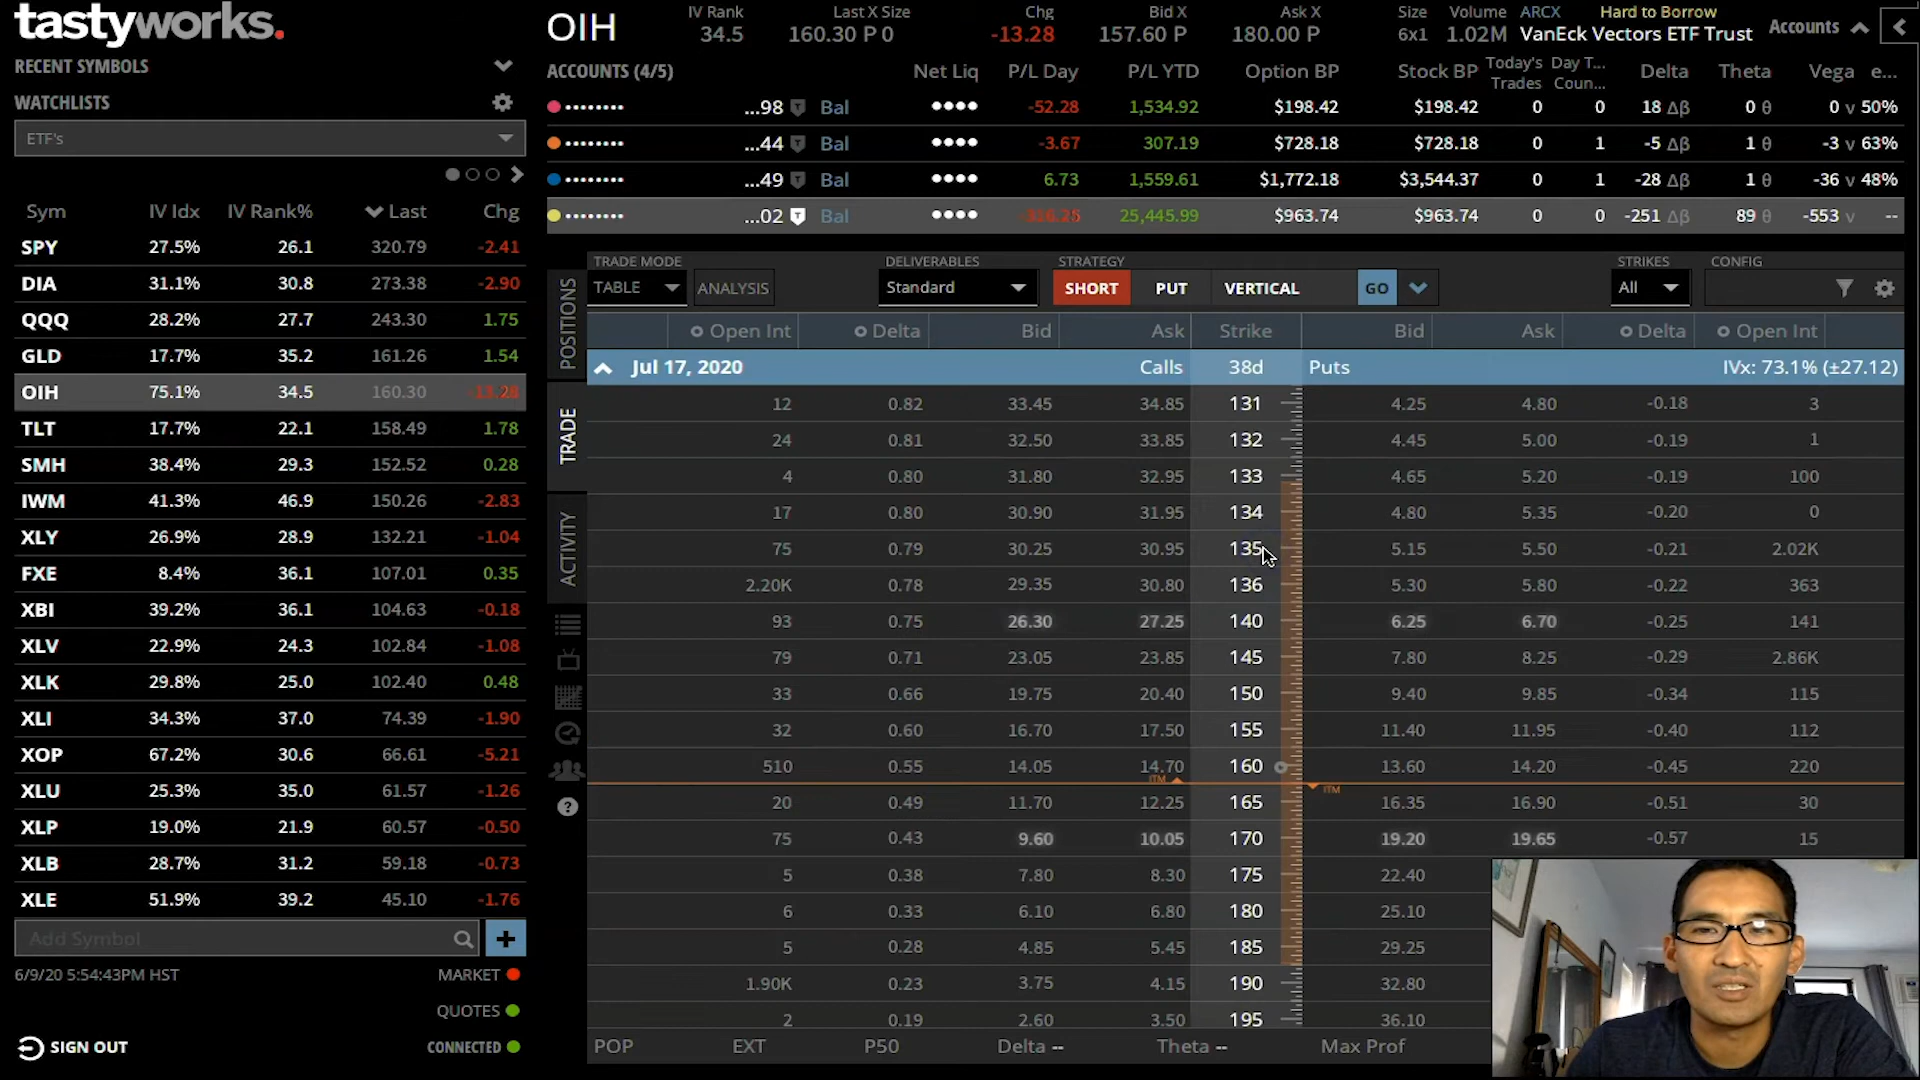 tastyworks.
RECENT SYMBOLS
WATCHLISTS
ETF's
Sym IV Idx IV Rank% Last Chg
SPY 27.5% 26.1 320.79 -2.41
DIA 31.1% 30.8 273.38 -2.90
QQQ 28.2% 27.7 243.30 1.75
GLD 17.7% 35.2 161.26 1.54
OIH 75.1% 34.5 160.30 -13.28
TLT 17.7% 22.1 158.49 1.78
SMH 38.4% 29.3 152.52 0.28
IWM 41.3% 46.9 150.26 -2.83
XLY 26.9% 28.9 132.21 -1.04
FXE 8.4% 36.1 107.01 0.35
XBI 39.2% 36.1 104.63 -0.18
XLV 22.9% 24.3 102.84 -1.08
XLK 29.8% 25.0 102.40 0.48
XLI 34.3% 37.0 74.39 -1.90
XOP 67.2% 30.6 66.61 -5.21
XLU 25.3% 35.0 61.57 -1.26
XLP 19.0% 21.9 60.57 -0.50
XLB 28.7% 31.2 59.18 -0.73
XLE 51.9% 39.2 45.10 -1.76
Add Symbol
6/9/20 5:54:43PM HST MARKET
QUOTES
SIGN OUT CONNECTED
OIH IV Rank Last X Size Chg Bid X Ask X Size Volume ARCX Hard to Borrow Accounts
34.5 160.30 P 0 -13.28 157.60 P 180.00 P 6x1 1.02M VanEck Vectors ETF Trust
ACCOUNTS (4/5) Net Liq P/L Day P/L YTD Option BP Stock BP Today's Trades Day T... Coun... Delta Theta Vega e...
...98 T Bal -52.28 1,534.92 $198.42 $198.42 0 0 18 Δβ 0 θ 0 v 50%
...44 T Bal -3.67 307.19 $728.18 $728.18 0 1 -5 Δβ 1 θ -3 v 63%
...49 T Bal 6.73 1,559.61 $1,772.18 $3,544.37 0 1 -28 Δβ 1 θ -36 v 48%
...02 T Bal 25,445.99 $963.74 $963.74 0 0 -251 Δβ 89 θ -553 v --
POSITIONS
TRADE
ACTIVITY
TRADE MODE DELIVERABLES STRATEGY STRIKES CONFIG
TABLE ANALYSIS Standard SHORT PUT VERTICAL GO All
Open Int Delta Bid Ask Strike Bid Ask Delta Open Int
Jul 17, 2020 Calls 38d Puts IVx: 73.1% (±27.12)
12 0.82 33.45 34.85 131 4.25 4.80 -0.18 3
24 0.81 32.50 33.85 132 4.45 5.00 -0.19 1
4 0.80 31.80 32.95 133 4.65 5.20 -0.19 100
17 0.80 30.90 31.95 134 4.80 5.35 -0.20 0
75 0.79 30.25 30.95 135 5.15 5.50 -0.21 2.02K
2.20K 0.78 29.35 30.80 136 5.30 5.80 -0.22 363
93 0.75 26.30 27.25 140 6.25 6.70 -0.25 141
79 0.71 23.05 23.85 145 7.80 8.25 -0.29 2.86K
33 0.66 19.75 20.40 150 9.40 9.85 -0.34 115
32 0.60 16.70 17.50 155 11.40 11.95 -0.40 112
510 0.55 14.05 14.70 160 13.60 14.20 -0.45 220
ITM ITM
20 0.49 11.70 12.25 165 16.35 16.90 -0.51 30
75 0.43 9.60 10.05 170 19.20 19.65 -0.57 15
5 0.38 7.80 8.30 175 22.40
6 0.33 6.10 6.80 180 25.10
5 0.28 4.85 5.45 185 29.25
1.90K 0.23 3.75 4.15 190 32.80
2 0.19 2.60 3.50 195 36.10
POP EXT P50 Delta -- Theta -- Max Prof